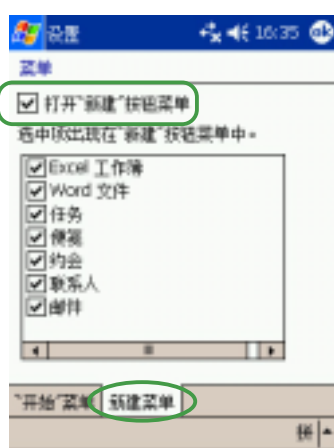 设置 16:35 ok
菜单
打开"新建"按钮菜单
选中项出现在"新建"按钮菜单中。
Excel 工作簿
Word 文件
任务
便笺
约会
联系人
邮件
"开始"菜单 新建菜单
拼